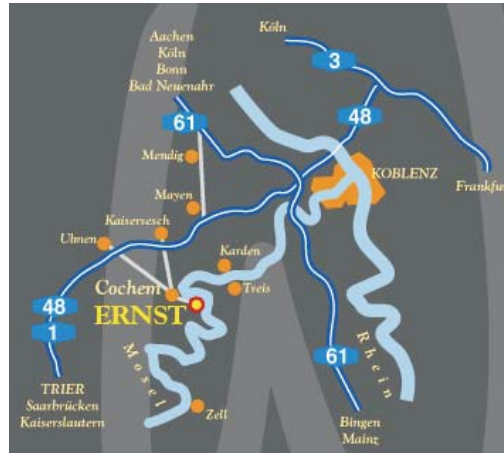 Aachen
Köln
Bonn
Bad Neuenahr
Köln
3
48
61
Mendig
KOBLENZ
Mayen
Kaisersesch
Ulmen
Karden
Cochem
Treis
ERNST
48
1
Mosel
Rhein
61
TRIER
Saarbrücken
Kaiserslautern
Zell
Bingen
Mainz